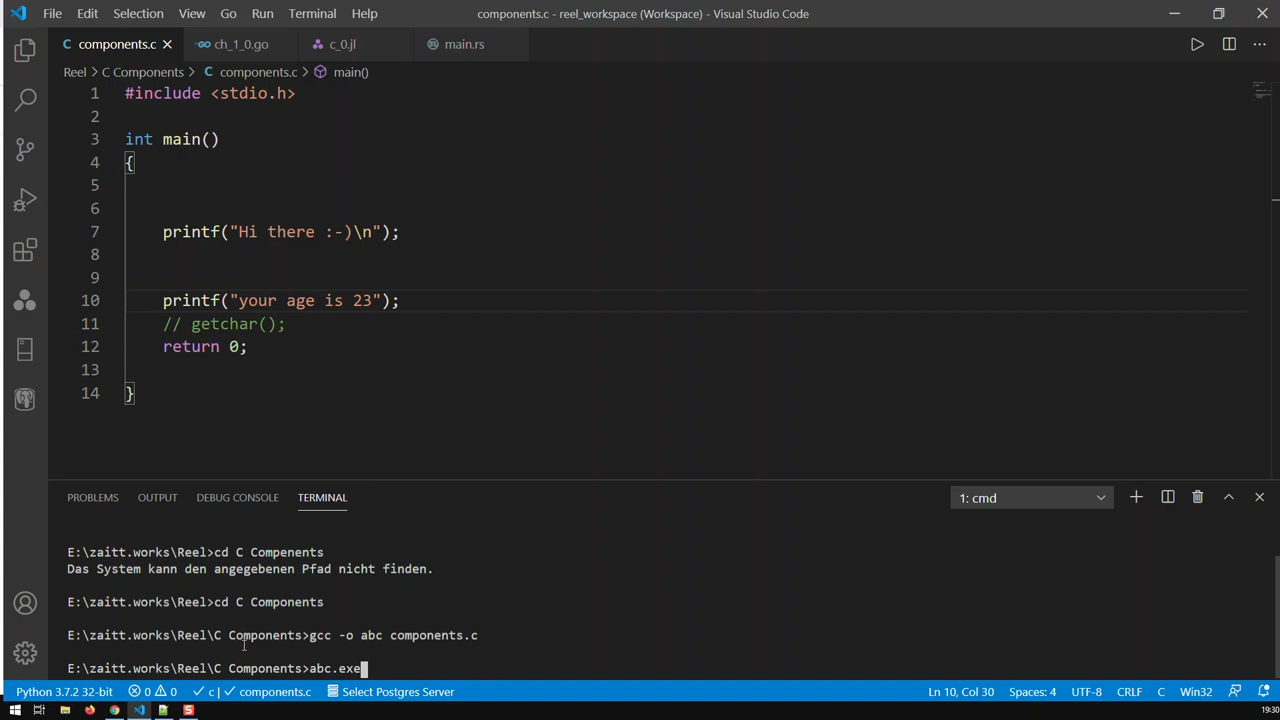 File Edit Selection View Go Run Terminal Help components.c - reel_workspace (Workspace) - Visual Studio Code
components.c ch_1_0.go c_0.jl main.rs
Reel > C Components > components.c > main()
1 #include <stdio.h>
2
3 int main()
4 {
5
6
7 printf("Hi there :-)\n");
8
9
10 printf("your age is 23");
11 // getchar();
12 return 0;
13
14 }
PROBLEMS OUTPUT DEBUG CONSOLE TERMINAL 1: cmd
E:\zaitt.works\Reel>cd C Compenents
Das System kann den angegebenen Pfad nicht finden.
E:\zaitt.works\Reel>cd C Components
E:\zaitt.works\Reel\C Components>gcc -o abc components.c
E:\zaitt.works\Reel\C Components>abc.exe
Python 3.7.2 32-bit 0 0 c | components.c Select Postgres Server Ln 10, Col 30 Spaces: 4 UTF-8 CRLF C Win32
19:30